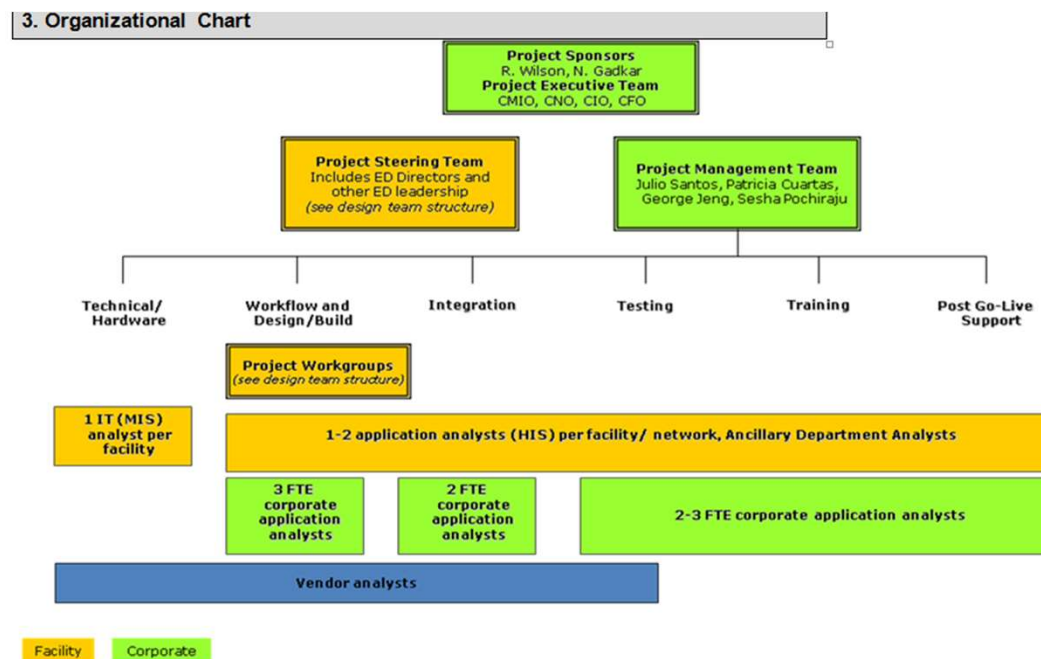 3. Organizational Chart
Project Sponsors
R. Wilson, N. Gadkar
Project Executive Team
CMIO, CNO, CIO, CFO
Project Steering Team
Includes ED Directors and
other ED leadership
(see design team structure)
Project Management Team
Julio Santos, Patricia Cuartas,
George Jeng, Sesha Pochiraju
Technical/
Hardware
Workflow and
Design/Build
Integration
Testing
Training
Post Go-Live
Support
Project Workgroups
(see design team structure)
1 IT (MIS)
analyst per
facility
1-2 application analysts (HIS) per facility/ network, Ancillary Department Analysts
3 FTE
corporate
application
analysts
2 FTE
corporate
application
analysts
2-3 FTE corporate application analysts
Vendor analysts
Facility
Corporate